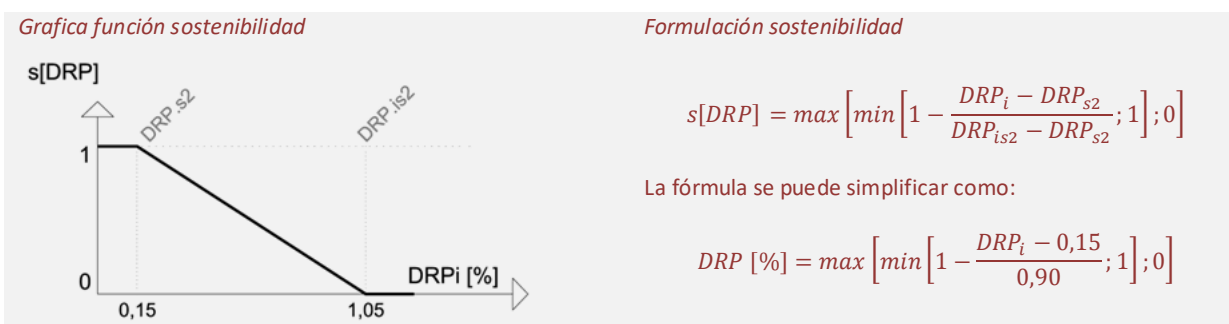 Grafica función sostenibilidad
s[DRP]
DRP.s2
DRP.is2
1
0
DRPi [%]
0,15
1,05
Formulación sostenibilidad
s[DRP] = max [min [1 − (DRP_i − DRP_s2)/(DRP_is2 − DRP_s2) ; 1] ; 0]
La fórmula se puede simplificar como:
DRP [%] = max [min [1 − (DRP_i − 0,15)/0,90 ; 1] ; 0]